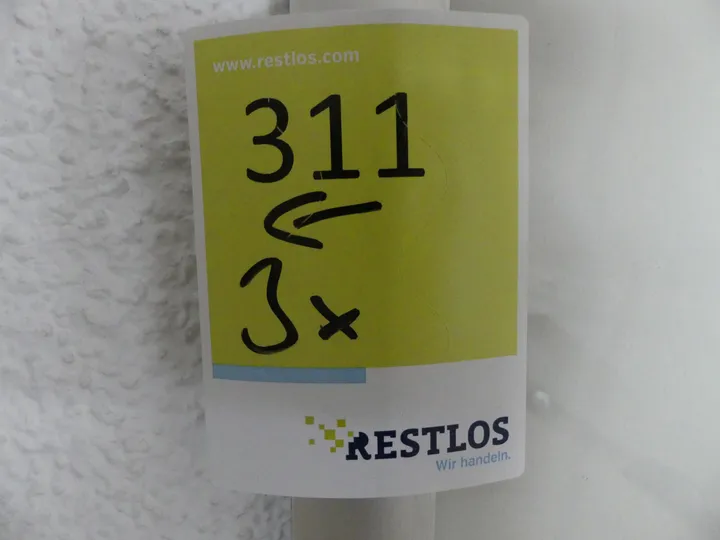 www.restlos.com
311
←
3x
RESTLOS
Wir handeln.